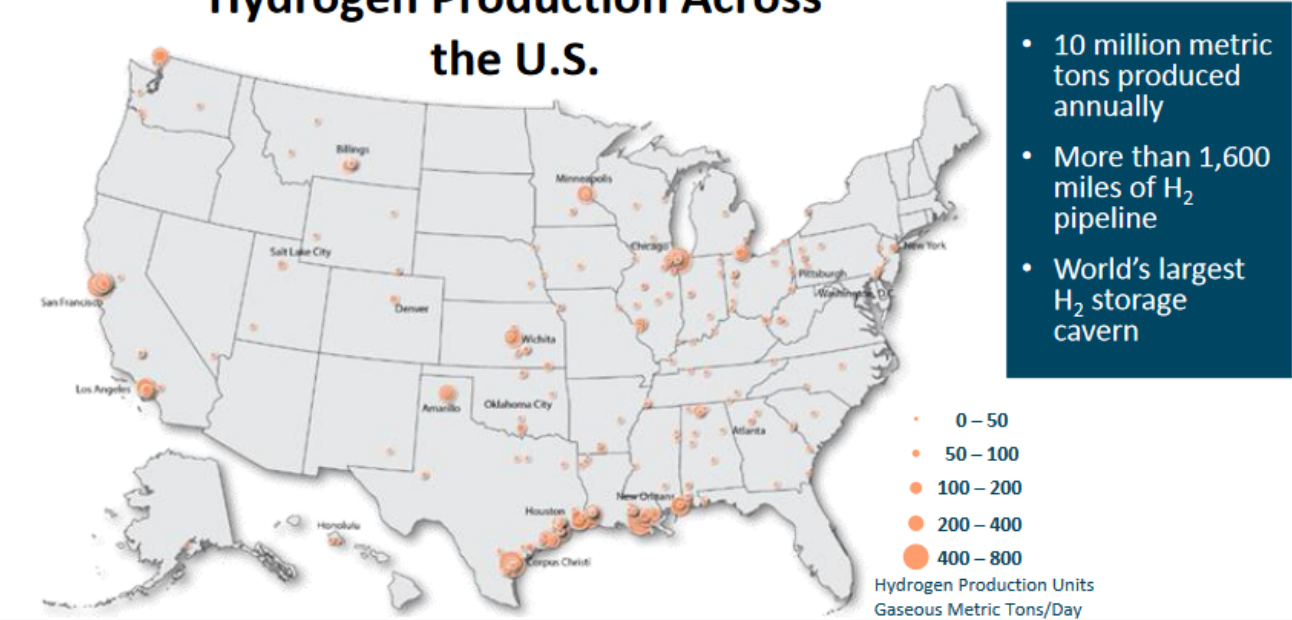 Hydrogen Production Across
the U.S.
• 10 million metric
tons produced
annually
• More than 1,600
miles of H₂
pipeline
• World's largest
H₂ storage
cavern
Billings
Minneapolis
Salt Lake City
Chicago
New York
Pittsburgh
Washington, D.C.
San Francisco
Denver
Wichita
Los Angeles
Amarillo
Oklahoma City
Atlanta
New Orleans
Houston
Honolulu
Corpus Christi
0 – 50
50 – 100
100 – 200
200 – 400
400 – 800
Hydrogen Production Units
Gaseous Metric Tons/Day